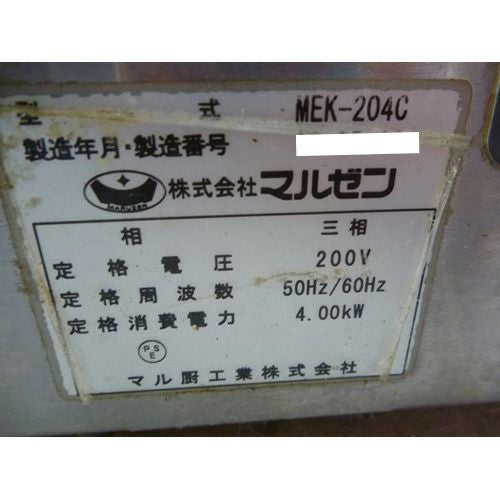 型 式 MEK-204C
製造年月・製造番号
MARUZEN 株式会社マルゼン
相 三相
定格電圧 200V
定格周波数 50Hz/60Hz
定格消費電力 4.00kW
PSE
マル厨工業株式会社